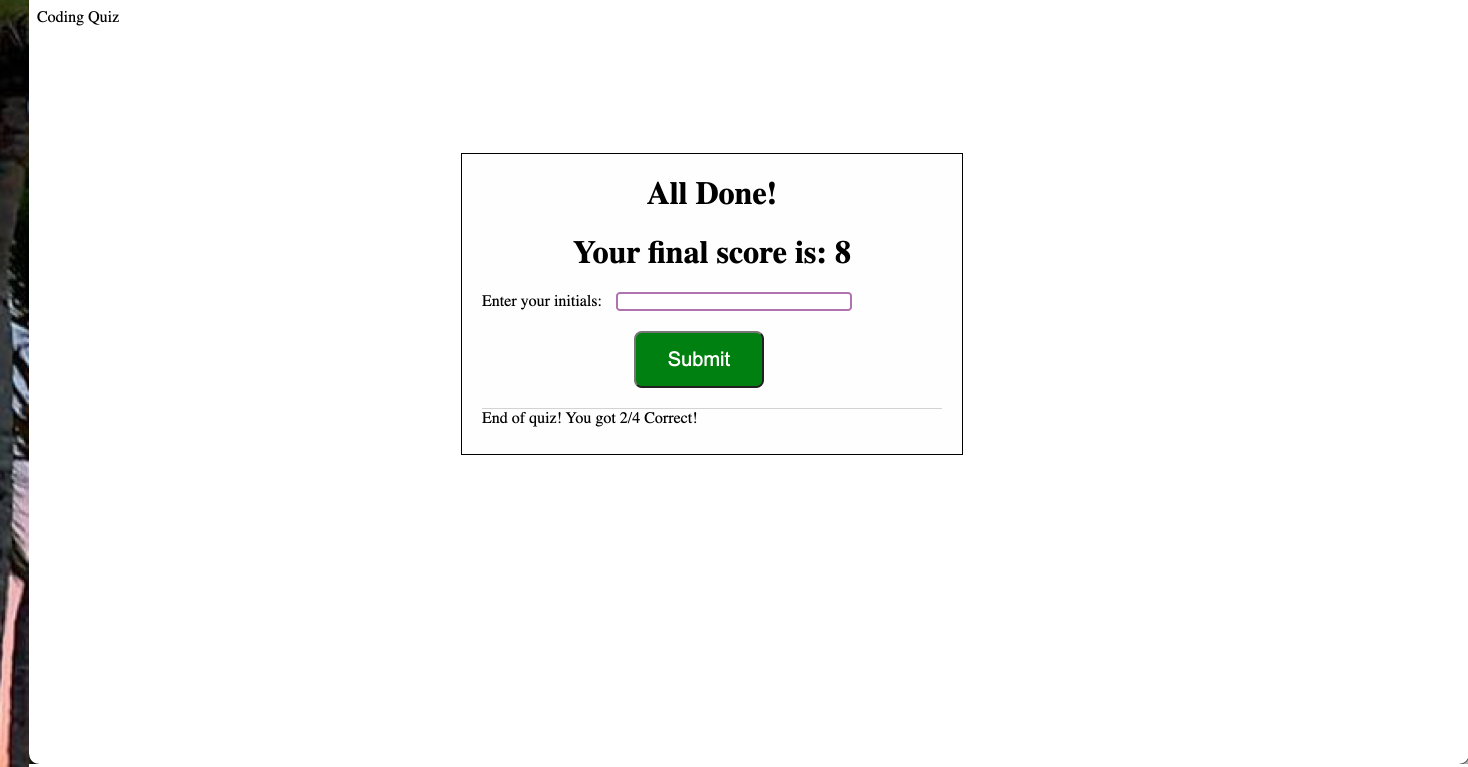 Coding Quiz
All Done!
Your final score is: 8
Enter your initials:
Submit
End of quiz! You got 2/4 Correct!